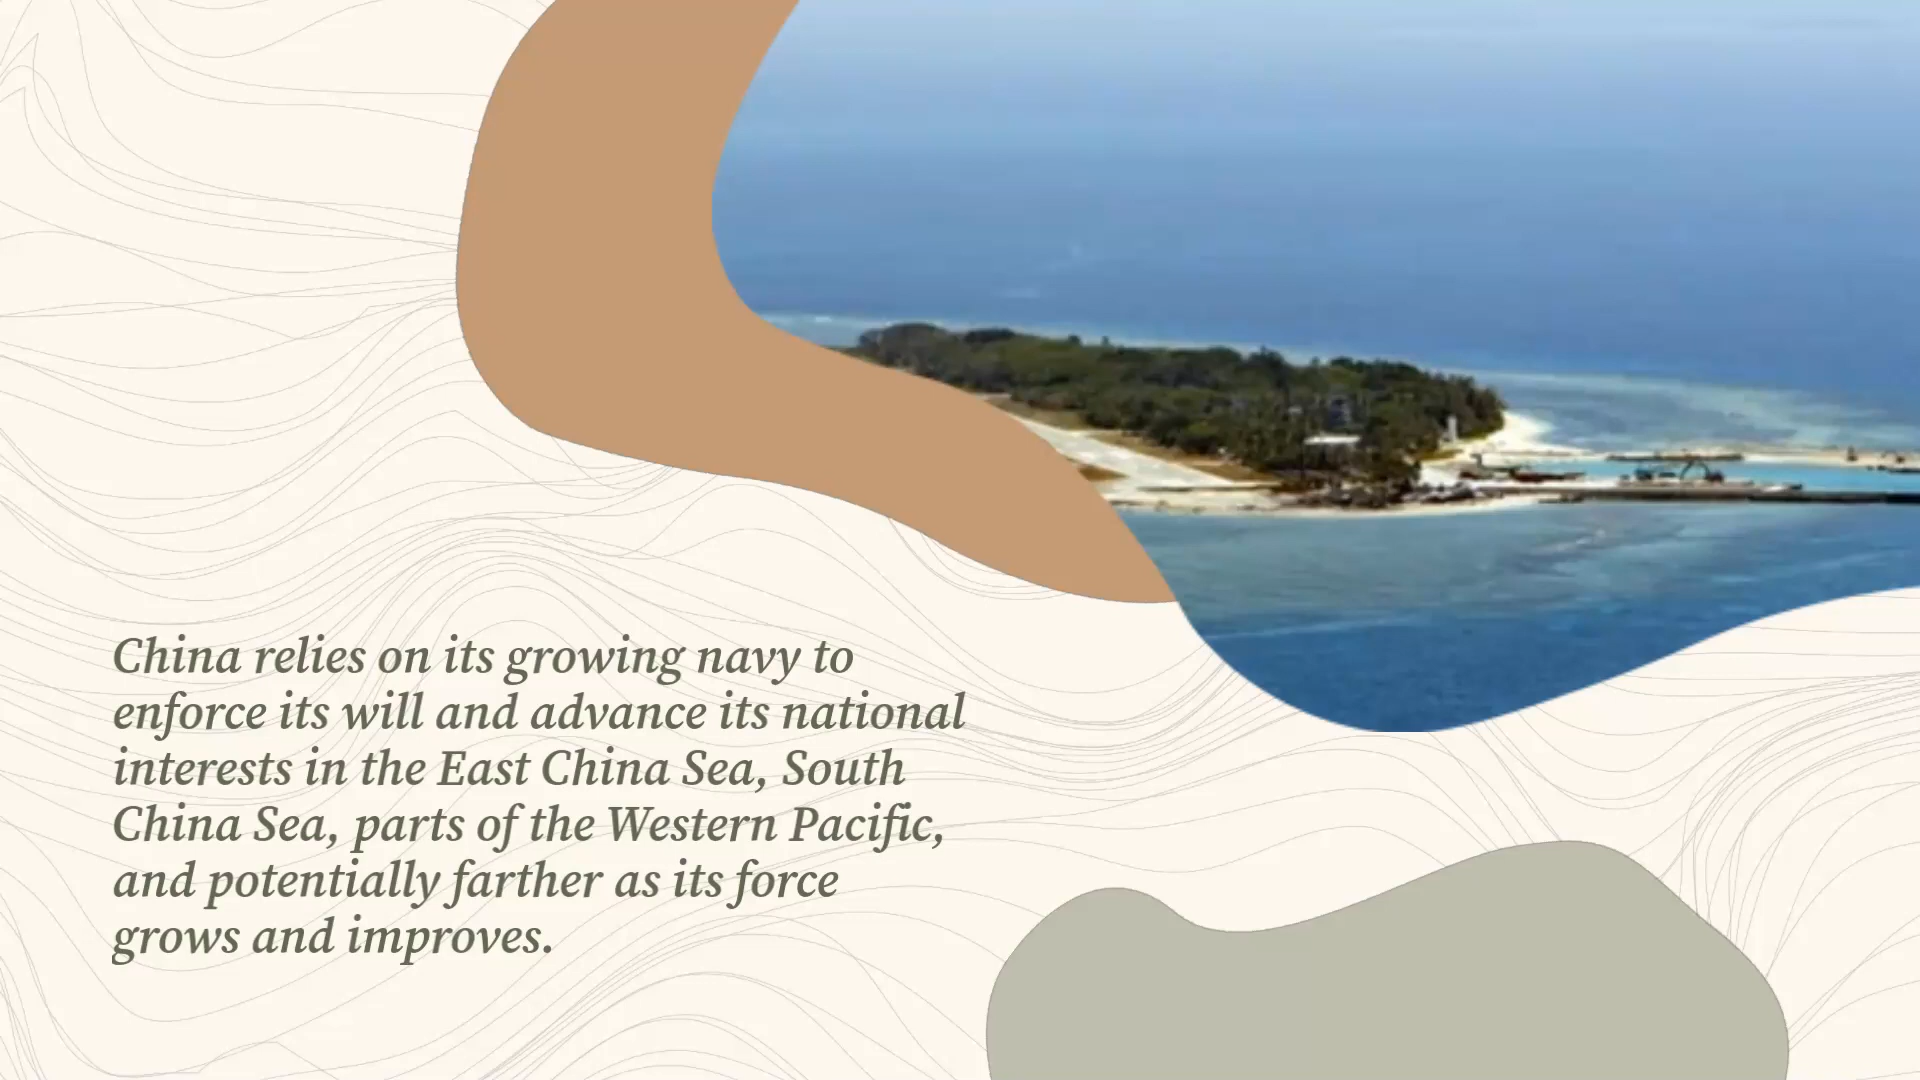 China relies on its growing navy to
enforce its will and advance its national
interests in the East China Sea, South
China Sea, parts of the Western Pacific,
and potentially farther as its force
grows and improves.